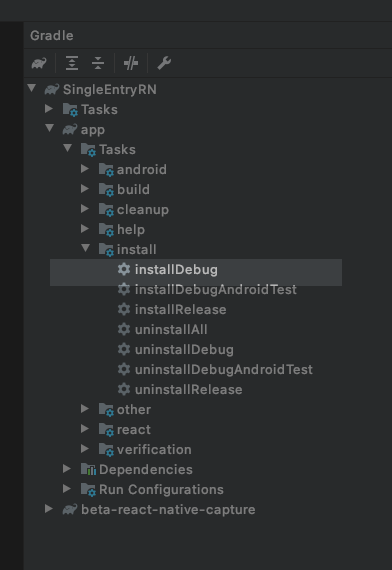 Gradle
SingleEntryRN
Tasks
app
Tasks
android
build
cleanup
help
install
installDebug
installDebugAndroidTest
installRelease
uninstallAll
uninstallDebug
uninstallDebugAndroidTest
uninstallRelease
other
react
verification
Dependencies
Run Configurations
beta-react-native-capture